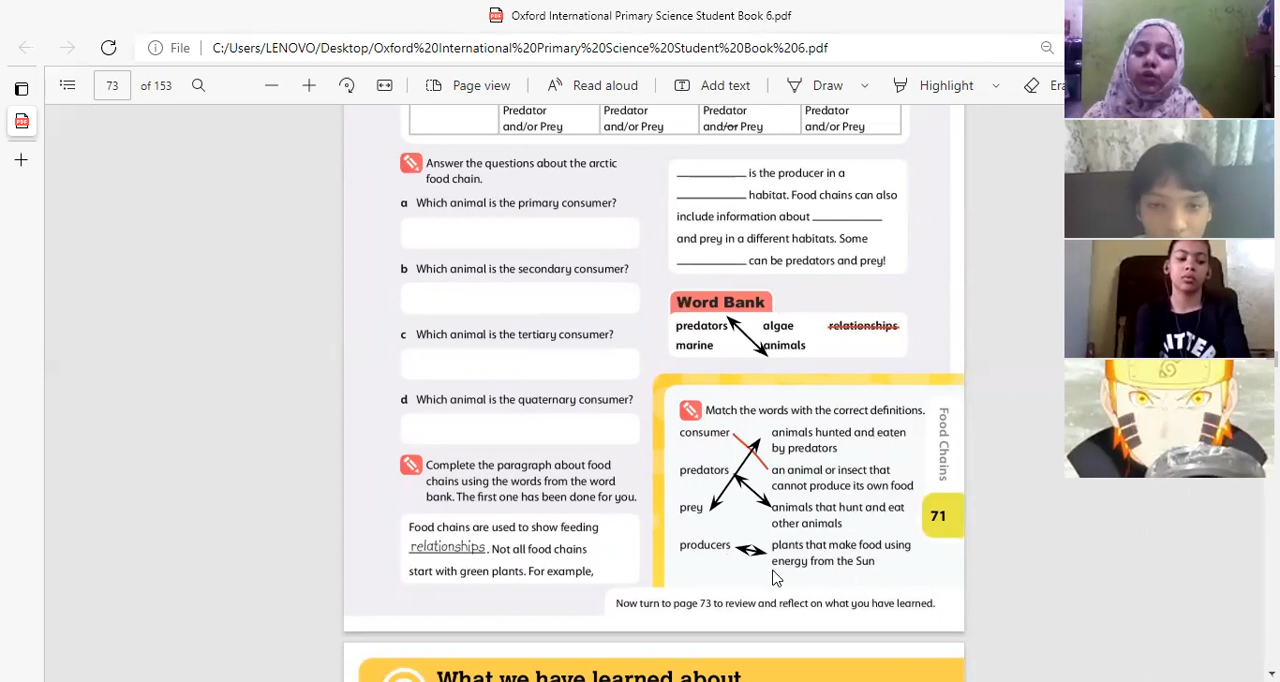 Oxford International Primary Science Student Book 6.pdf
File C:/Users/LENOVO/Desktop/Oxford%20International%20Primary%20Science%20Student%20Book%206.pdf
73 of 153 Page view Read aloud Add text Draw Highlight Era
Predator
and/or Prey
Predator
and/or Prey
Predator
and/or Prey
Predator
and/or Prey
Answer the questions about the arctic
food chain.
a Which animal is the primary consumer?
b Which animal is the secondary consumer?
c Which animal is the tertiary consumer?
d Which animal is the quaternary consumer?
Complete the paragraph about food
chains using the words from the word
bank. The first one has been done for you.
Food chains are used to show feeding
relationships. Not all food chains
start with green plants. For example,
__________ is the producer in a
__________ habitat. Food chains can also
include information about __________
and prey in a different habitats. Some
__________ can be predators and prey!
Word Bank
predators algae relationships
marine animals
Match the words with the correct definitions.
consumer
predators
prey
producers
animals hunted and eaten
by predators
an animal or insect that
cannot produce its own food
animals that hunt and eat
other animals
plants that make food using
energy from the Sun
Food Chains
71
Now turn to page 73 to review and reflect on what you have learned.
What we have learned about